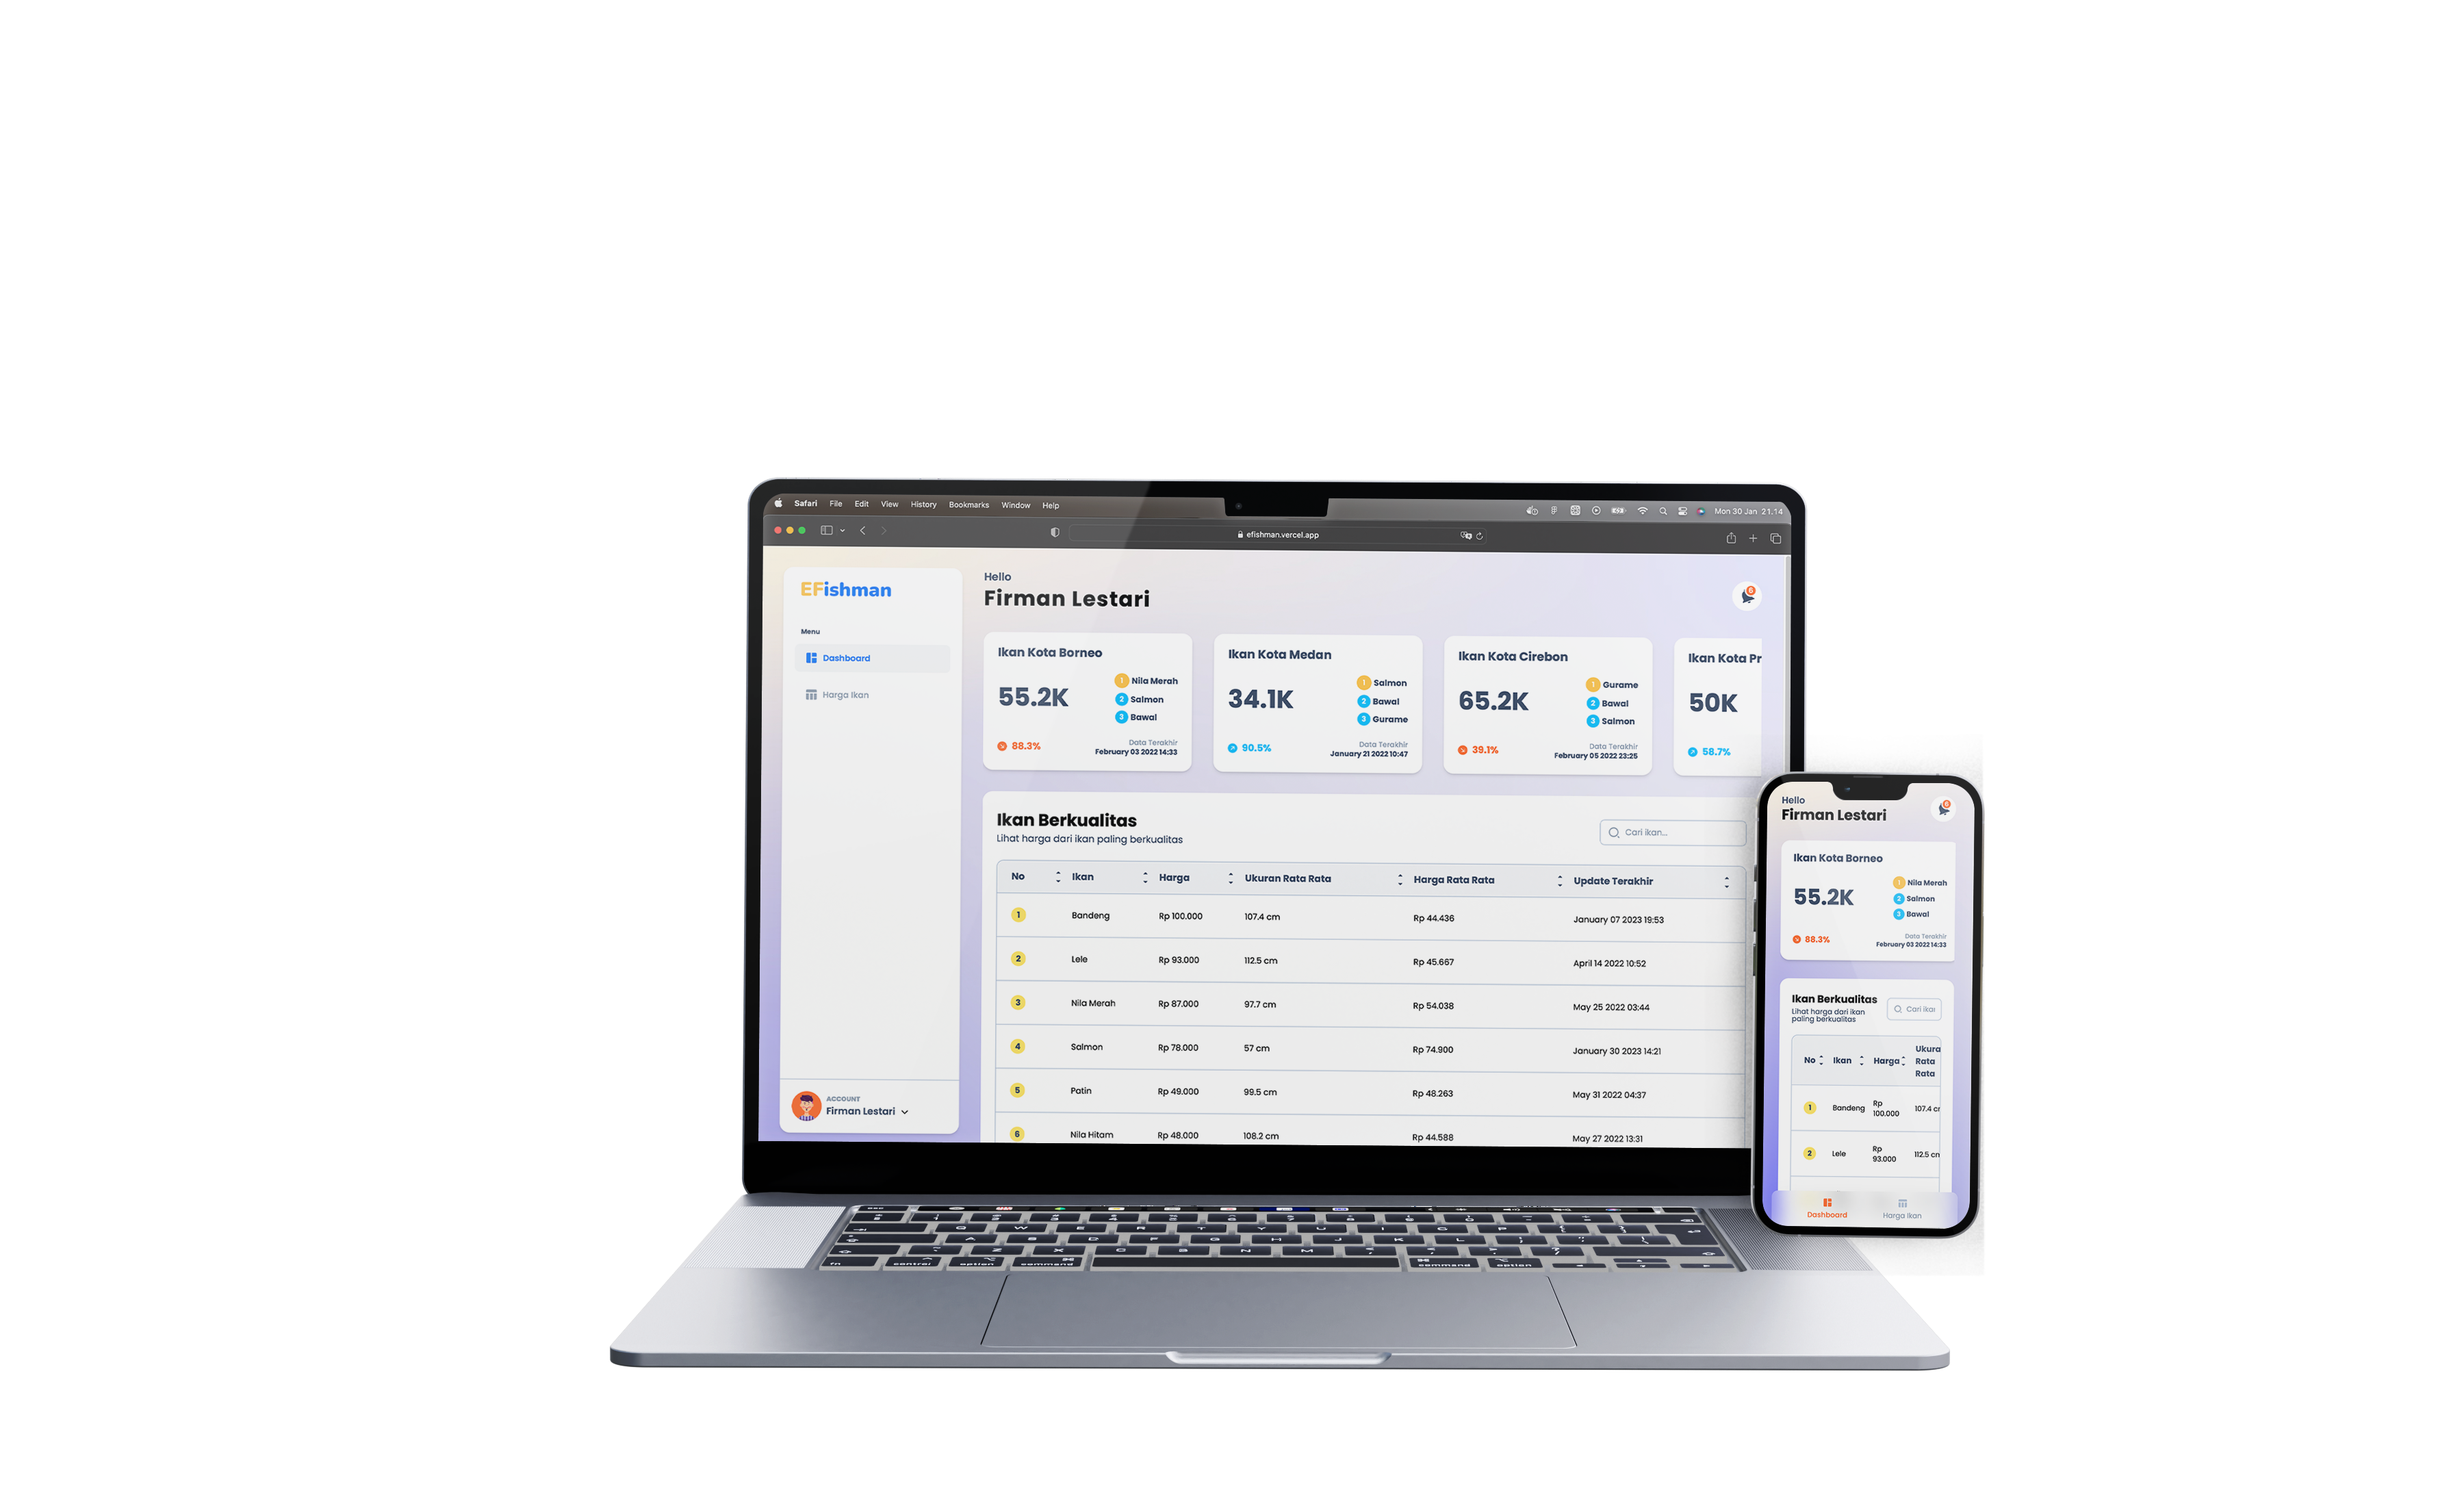 Safari File Edit View History Bookmarks Window Help
Mon 30 Jan 21.14
efishman.vercel.app
EFishman
Menu
Dashboard
Harga Ikan
ACCOUNT
Firman Lestari
Hello
Firman Lestari
6
Ikan Kota Borneo
55.2K
1 Nila Merah
2 Salmon
3 Bawal
88.3%
Data Terakhir
February 03 2022 14:33
Ikan Kota Medan
34.1K
1 Salmon
2 Bawal
3 Gurame
90.5%
Data Terakhir
January 21 2022 10:47
Ikan Kota Cirebon
65.2K
1 Gurame
2 Bawal
3 Salmon
39.1%
Data Terakhir
February 05 2022 23:25
Ikan Kota Pr
50K
58.7%
Ikan Berkualitas
Lihat harga dari ikan paling berkualitas
Cari ikan...
No Ikan Harga Ukuran Rata Rata Harga Rata Rata Update Terakhir
1 Bandeng Rp 100.000 107.4 cm Rp 44.436 January 07 2023 19:53
2 Lele Rp 93.000 112.5 cm Rp 45.667 April 14 2022 10:52
3 Nila Merah Rp 87.000 97.7 cm Rp 54.038 May 25 2022 03:44
4 Salmon Rp 78.000 57 cm Rp 74.900 January 30 2023 14:21
5 Patin Rp 49.000 99.5 cm Rp 48.263 May 31 2022 04:37
6 Nila Hitam Rp 48.000 108.2 cm Rp 44.588 May 27 2022 13:31
Hello
Firman Lestari
6
Ikan Kota Borneo
55.2K
1 Nila Merah
2 Salmon
3 Bawal
88.3%
Data Terakhir
February 03 2022 14:33
Ikan Berkualitas
Lihat harga dari ikan
paling berkualitas
Cari ika
No Ikan Harga Ukura
Rata
Rata
1 Bandeng Rp
100.000 107.4 cr
2 Lele Rp
93.000 112.5 cn
Dashboard
Harga Ikan
esc
Q W E R T Y U I O P
A S D F G H J K L
Z X C V B N M
fn control option command
command option